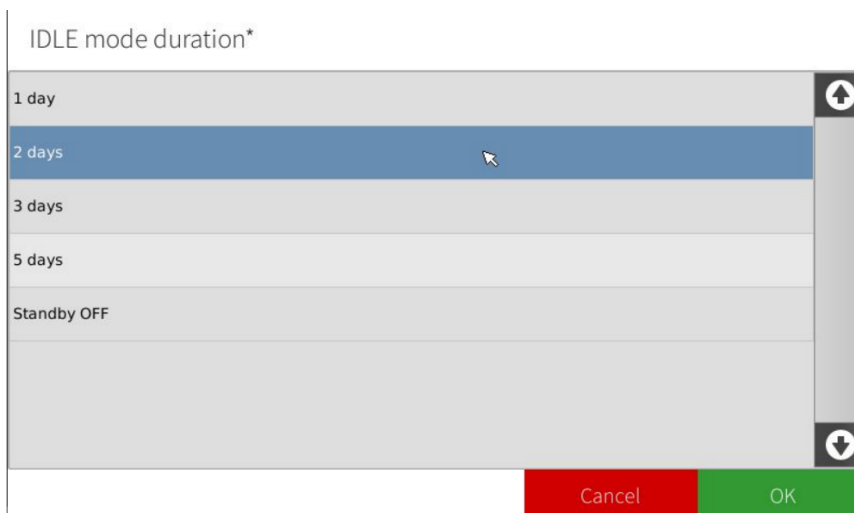 IDLE mode duration*
1 day
2 days
3 days
5 days
Standby OFF
Cancel
OK